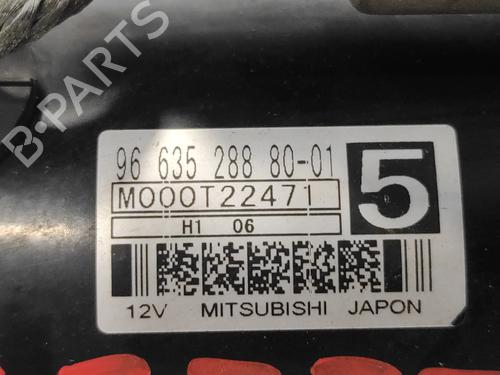 B-PARTS
96 635 288 80-01
M000T22471
5
H1 06
12V MITSUBISHI JAPON